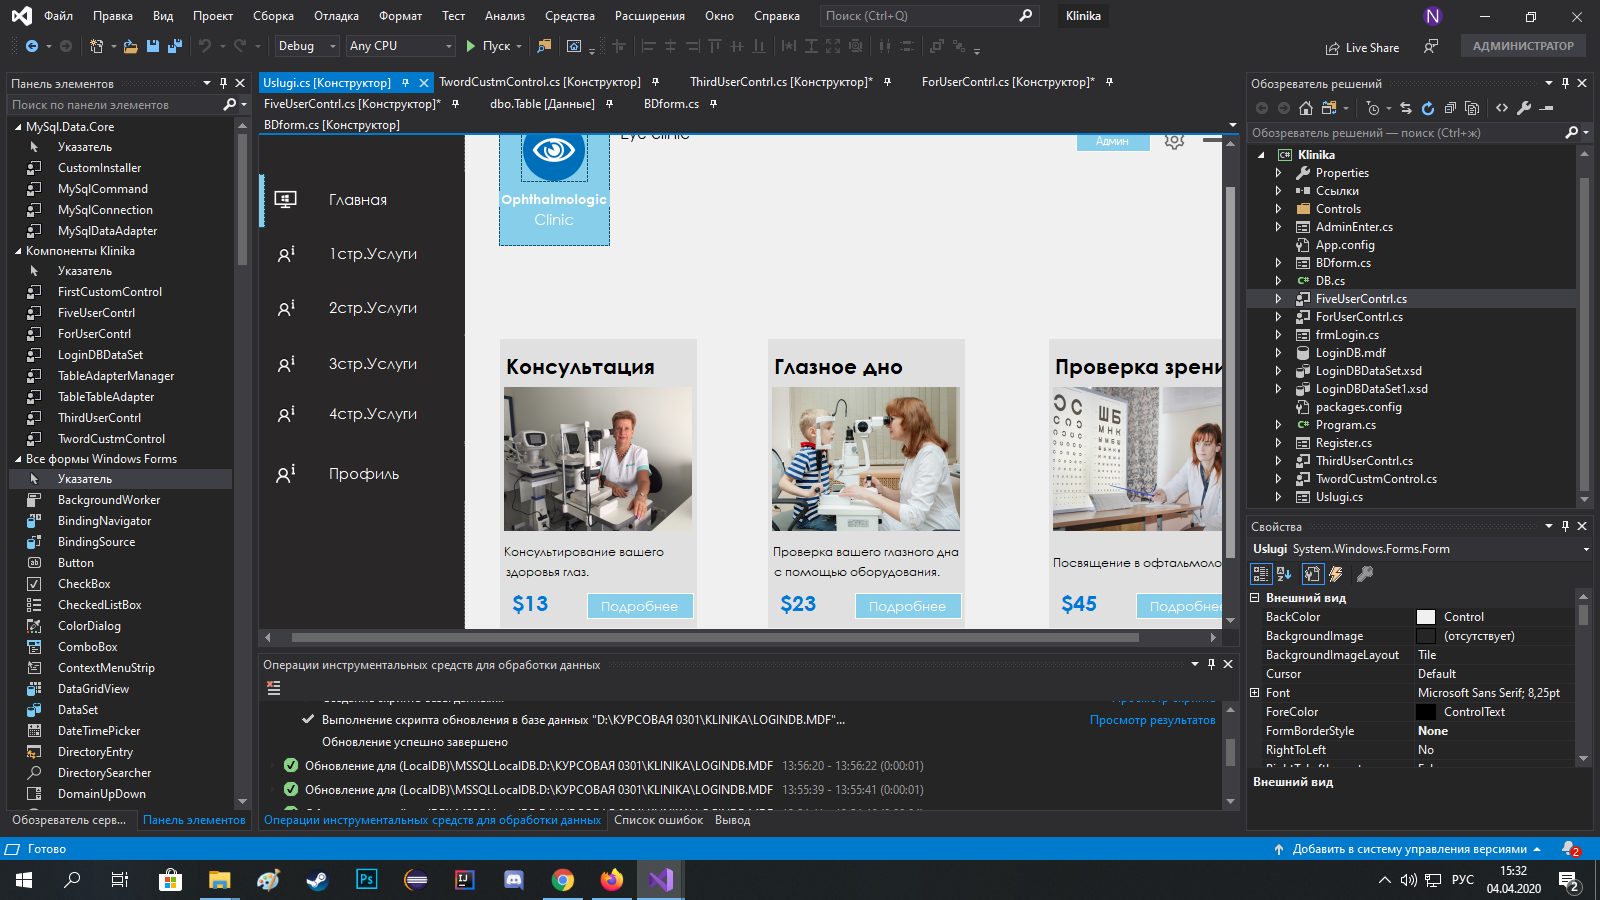 Файл Правка Вид Проект Сборка Отладка Формат Тест Анализ Средства Расширения Окно Справка Поиск (Ctrl+Q) Klinika N
Debug Any CPU Пуск Live Share АДМИНИСТРАТОР
Панель элементов
Поиск по панели элементов
MySql.Data.Core
Указатель
CustomInstaller
MySqlCommand
MySqlConnection
MySqlDataAdapter
Компоненты Klinika
Указатель
FirstCustomControl
FiveUserContrl
ForUserContrl
LoginDBDataSet
TableAdapterManager
TableTableAdapter
ThirdUserContrl
TwordCustmControl
Все формы Windows Forms
Указатель
BackgroundWorker
BindingNavigator
BindingSource
Button
CheckBox
CheckedListBox
ColorDialog
ComboBox
ContextMenuStrip
DataGridView
DataSet
DateTimePicker
DirectoryEntry
DirectorySearcher
DomainUpDown
Обозреватель серв... Панель элементов
Uslugi.cs [Конструктор] TwordCustmControl.cs [Конструктор] ThirdUserContrl.cs [Конструктор]* ForUserContrl.cs [Конструктор]*
FiveUserContrl.cs [Конструктор]* dbo.Table [Данные] BDform.cs
BDform.cs [Конструктор]
Eye Clinic
Админ
Ophthalmologic
Clinic
Главная
1стр.Услуги
2стр.Услуги
3стр.Услуги
4стр.Услуги
Профиль
Консультация
Консультирование вашего
здоровья глаз.
$13 Подробнее
Глазное дно
Проверка вашего глазного дна
с помощью оборудования.
$23 Подробнее
Проверка зрени
ШБ
МНК
Посвящение в офтальмоло
$45 Подробне
Операции инструментальных средств для обработки данных
Выполнение скрипта обновления в базе данных "D:\КУРСОВАЯ 0301\KLINIKA\LOGINDB.MDF"... Просмотр результатов
Обновление успешно завершено
Обновление для (LocalDB)\MSSQLLocalDB.D:\КУРСОВАЯ 0301\KLINIKA\LOGINDB.MDF 13:56:20 - 13:56:22 (0:00:01)
Обновление для (LocalDB)\MSSQLLocalDB.D:\КУРСОВАЯ 0301\KLINIKA\LOGINDB.MDF 13:55:39 - 13:55:41 (0:00:01)
Операции инструментальных средств для обработки данных Список ошибок Вывод
Обозреватель решений
Обозреватель решений — поиск (Ctrl+ж)
Klinika
Properties
Ссылки
Controls
AdminEnter.cs
App.config
BDform.cs
DB.cs
FiveUserContrl.cs
ForUserContrl.cs
frmLogin.cs
LoginDB.mdf
LoginDBDataSet.xsd
LoginDBDataSet1.xsd
packages.config
Program.cs
Register.cs
ThirdUserContrl.cs
TwordCustmControl.cs
Uslugi.cs
Свойства
Uslugi System.Windows.Forms.Form
Внешний вид
BackColor Control
BackgroundImage (отсутствует)
BackgroundImageLayout Tile
Cursor Default
Font Microsoft Sans Serif; 8,25pt
ForeColor ControlText
FormBorderStyle None
RightToLeft No
Внешний вид
Готово Добавить в систему управления версиями 2
Ps IJ РУС 15:32
04.04.2020 2